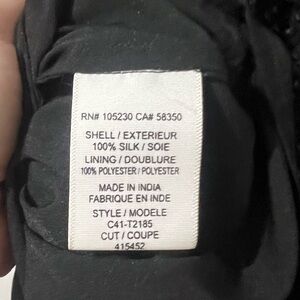 RN# 105230 CA# 58350
SHELL / EXTERIEUR
100% SILK / SOIE
LINING / DOUBLURE
100% POLYESTER / POLYESTER
MADE IN INDIA
FABRIQUE EN INDE
STYLE / MODELE
C41-T2185
CUT / COUPE
415452